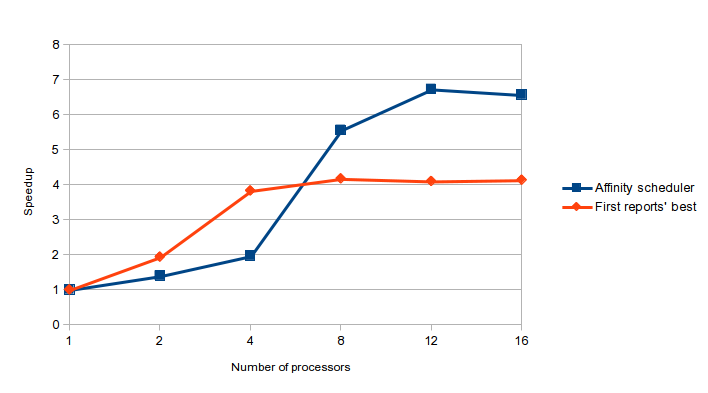 8
7
6
5
4
3
2
1
0
Speedup
1 2 4 8 12 16
Number of processors
Affinity scheduler
First reports' best